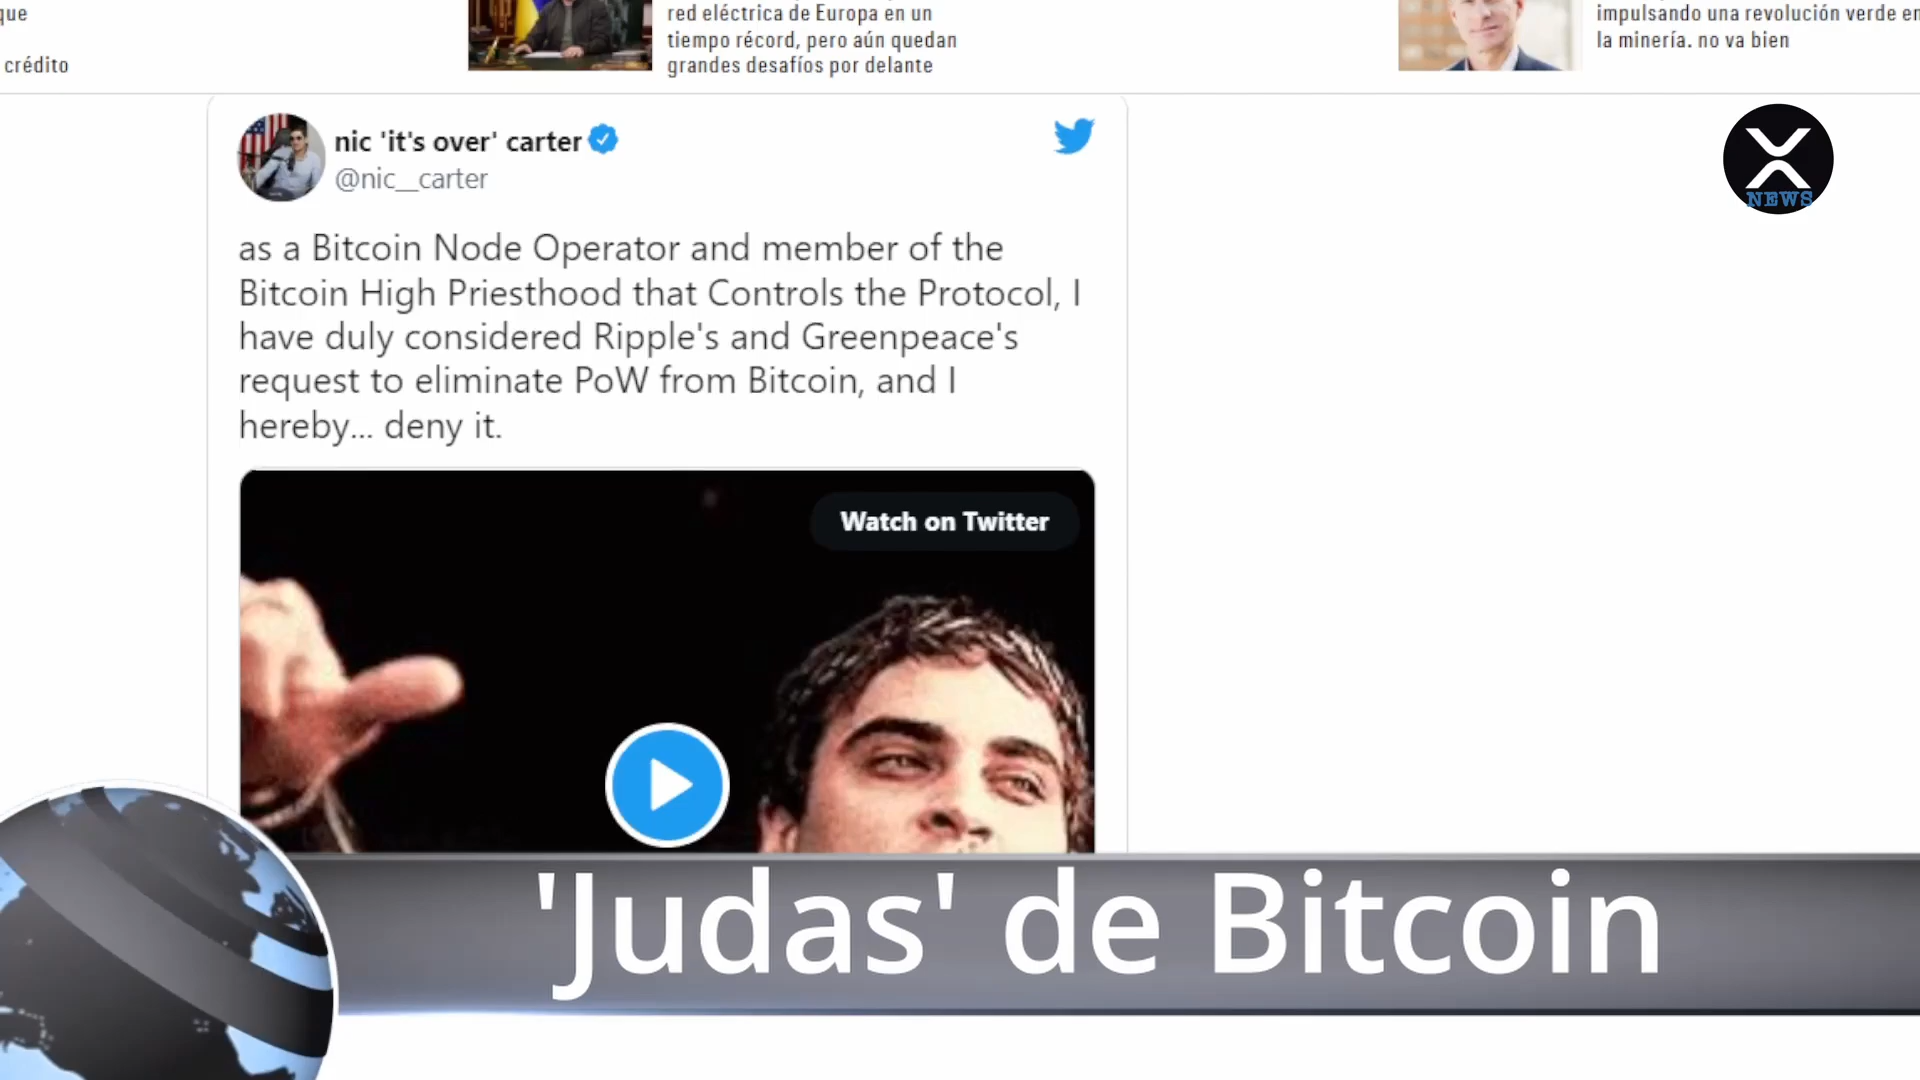 que
crédito
red eléctrica de Europa en un
tiempo récord, pero aún quedan
grandes desafíos por delante
impulsando una revolución verde en
la minería. no va bien
nic 'it's over' carter
@nic__carter
as a Bitcoin Node Operator and member of the
Bitcoin High Priesthood that Controls the Protocol, I
have duly considered Ripple's and Greenpeace's
request to eliminate PoW from Bitcoin, and I
hereby... deny it.
Watch on Twitter
X
NEWS
'Judas' de Bitcoin